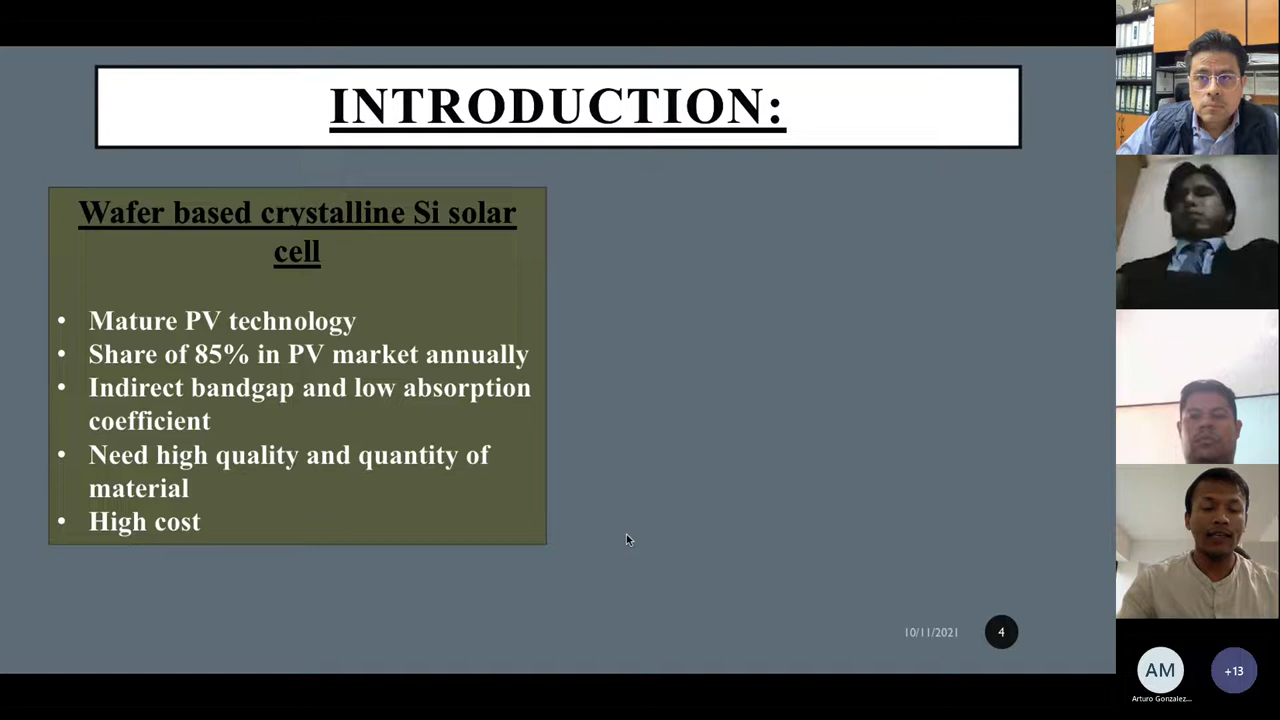 INTRODUCTION:
Wafer based crystalline Si solar
cell
• Mature PV technology
• Share of 85% in PV market annually
• Indirect bandgap and low absorption
coefficient
• Need high quality and quantity of
material
• High cost
10/11/2021
4
AM
+13
Arturo Gonzalez...